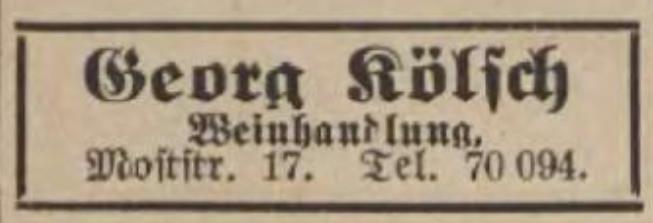 Georg Kölsch
Weinhandlung,
Moststr. 17. Tel. 70 094.